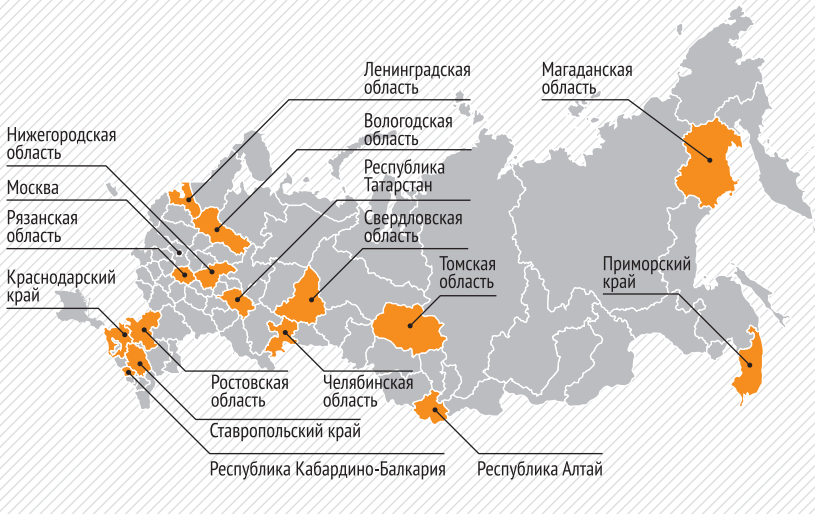 Ленинградская
область
Магаданская
область
Вологодская
область
Нижегородская
область
Республика
Татарстан
Москва
Рязанская
область
Свердловская
область
Томская
область
Приморский
край
Краснодарский
край
Ростовская
область
Челябинская
область
Ставропольский край
Республика Кабардино-Балкария
Республика Алтай